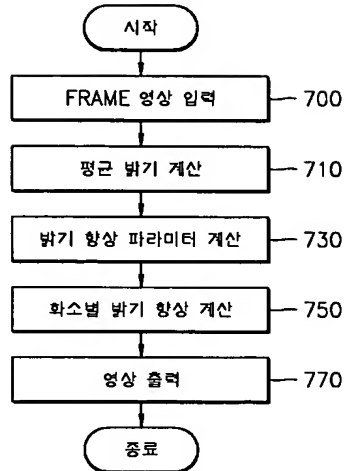 시작
FRAME 영상 입력 700
평균 밝기 계산 710
밝기 향상 파라미터 계산 730
화소별 밝기 향상 계산 750
영상 출력 770
종료